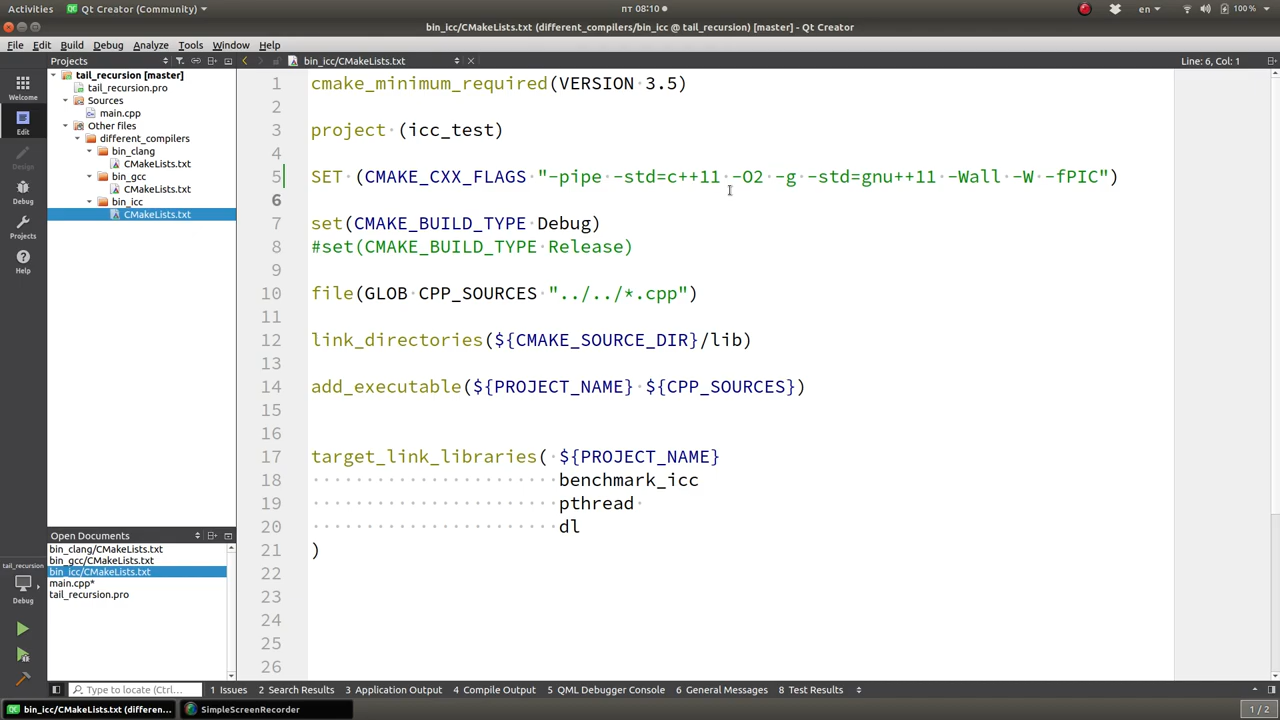 Activities
Qt Creator (Community)
пт 08:10
en
100 %
bin_icc/CMakeLists.txt (different_compilers/bin_icc @ tail_recursion) [master] - Qt Creator
File Edit Build Debug Analyze Tools Window Help
Projects
bin_icc/CMakeLists.txt
Line: 6, Col: 1
Welcome
Edit
Design
Debug
Projects
Help
tail_recursion [master]
tail_recursion.pro
Sources
main.cpp
Other files
different_compilers
bin_clang
CMakeLists.txt
bin_gcc
CMakeLists.txt
bin_icc
CMakeLists.txt
1 cmake_minimum_required(VERSION 3.5)
2
3 project (icc_test)
4
5 SET (CMAKE_CXX_FLAGS "-pipe -std=c++11 -O2 -g -std=gnu++11 -Wall -W -fPIC")
6
7 set(CMAKE_BUILD_TYPE Debug)
8 #set(CMAKE_BUILD_TYPE Release)
9
10 file(GLOB CPP_SOURCES "../../*.cpp")
11
12 link_directories(${CMAKE_SOURCE_DIR}/lib)
13
14 add_executable(${PROJECT_NAME} ${CPP_SOURCES})
15
16
17 target_link_libraries( ${PROJECT_NAME}
18 benchmark_icc
19 pthread
20 dl
21 )
22
23
24
25
26
Open Documents
bin_clang/CMakeLists.txt
bin_gcc/CMakeLists.txt
bin_icc/CMakeLists.txt
main.cpp*
tail_recursion.pro
tail_recursion
Debug
Type to locate (Ctrl+...
1 Issues 2 Search Results 3 Application Output 4 Compile Output 5 QML Debugger Console 6 General Messages 8 Test Results
bin_icc/CMakeLists.txt (differen...
SimpleScreenRecorder
1 / 2